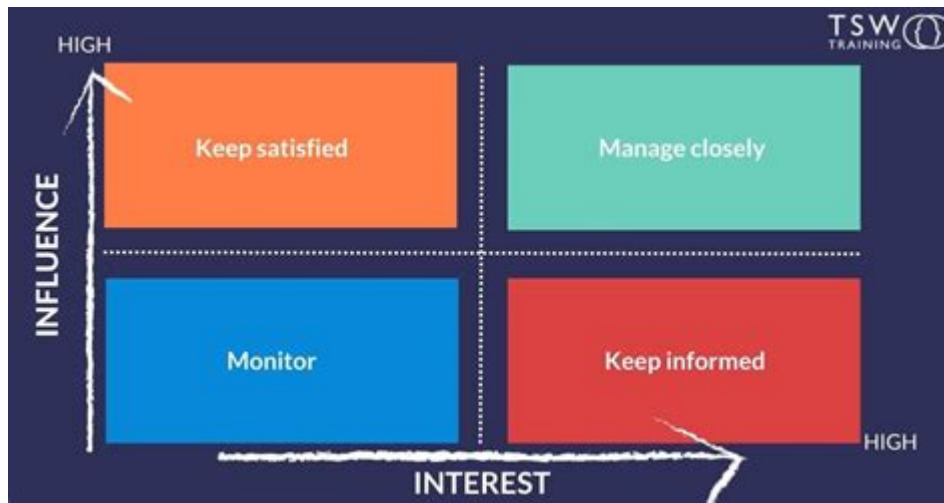 HIGH
TSW
TRAINING
Keep satisfied
Manage closely
INFLUENCE
Monitor
Keep informed
HIGH
INTEREST